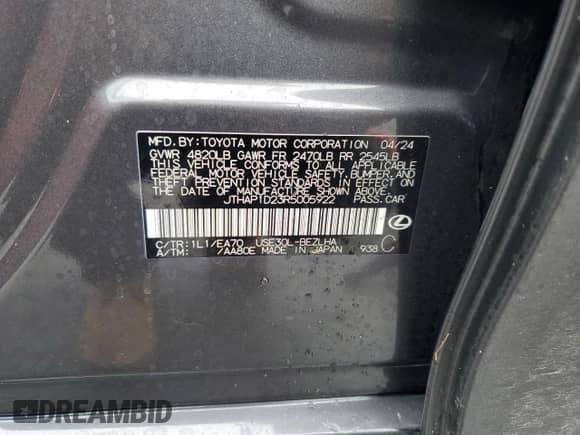 MFD. BY: TOYOTA MOTOR CORPORATION 04/24
GVWR 4820LB GAWR FR 2470LB RR 2545LB
THIS VEHICLE CONFORMS TO ALL APPLICABLE
FEDERAL MOTOR VEHICLE SAFETY, BUMPER, AND
THEFT PREVENTION STANDARDS IN EFFECT ON
THE DATE OF MANUFACTURE SHOWN ABOVE.
JTHAP1D23R5005922 PASS. CAR
C/TR: 1L1/EA70 USE30L-BEZLHA
A/TM: /AA80E MADE IN JAPAN 938 C
DREAMBID